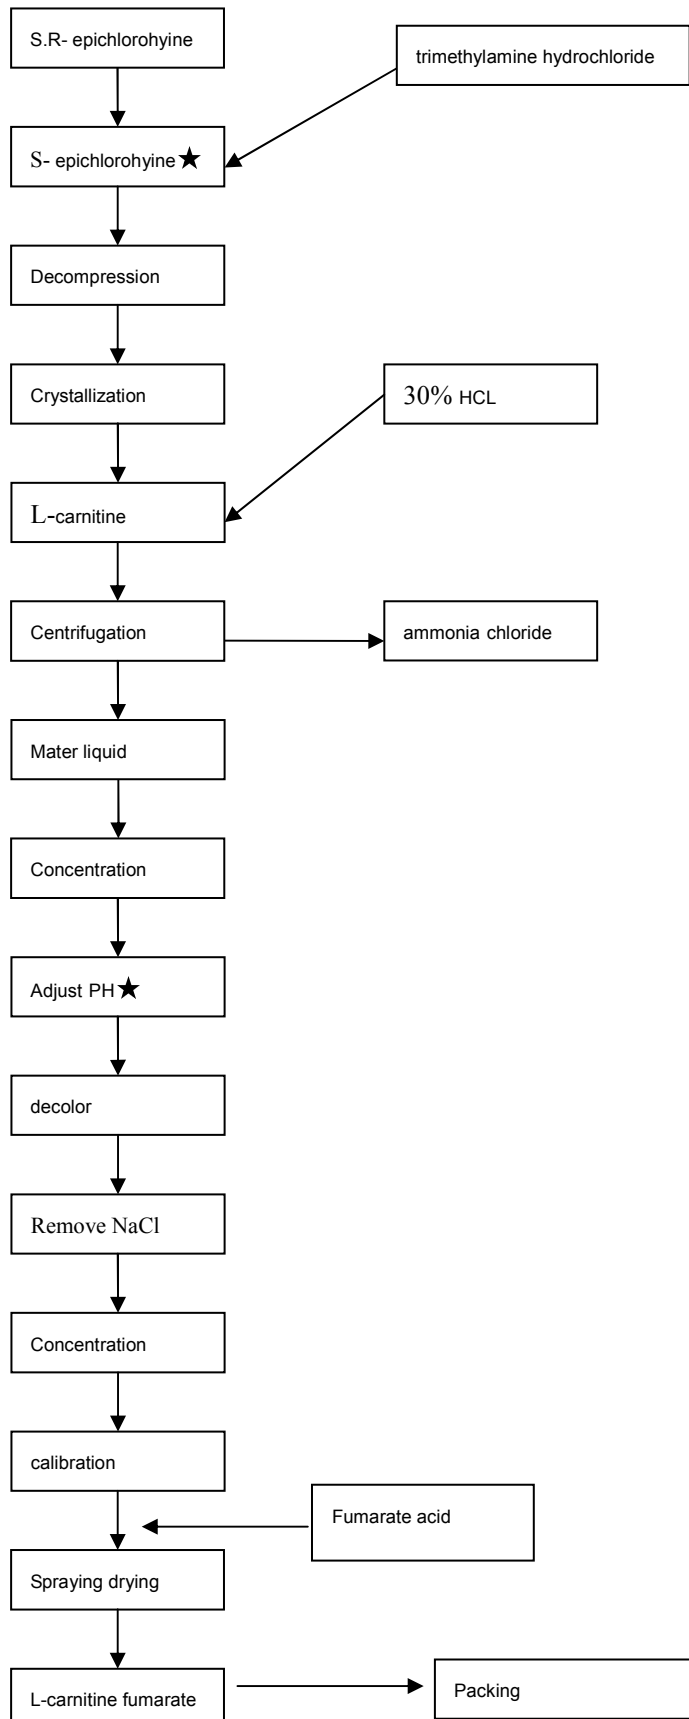 S.R- epichlorohyine
trimethylamine hydrochloride
S- epichlorohyine★
Decompression
Crystallization
30% HCL
L-carnitine
Centrifugation
ammonia chloride
Mater liquid
Concentration
Adjust PH★
decolor
Remove NaCl
Concentration
calibration
Fumarate acid
Spraying drying
L-carnitine fumarate
Packing